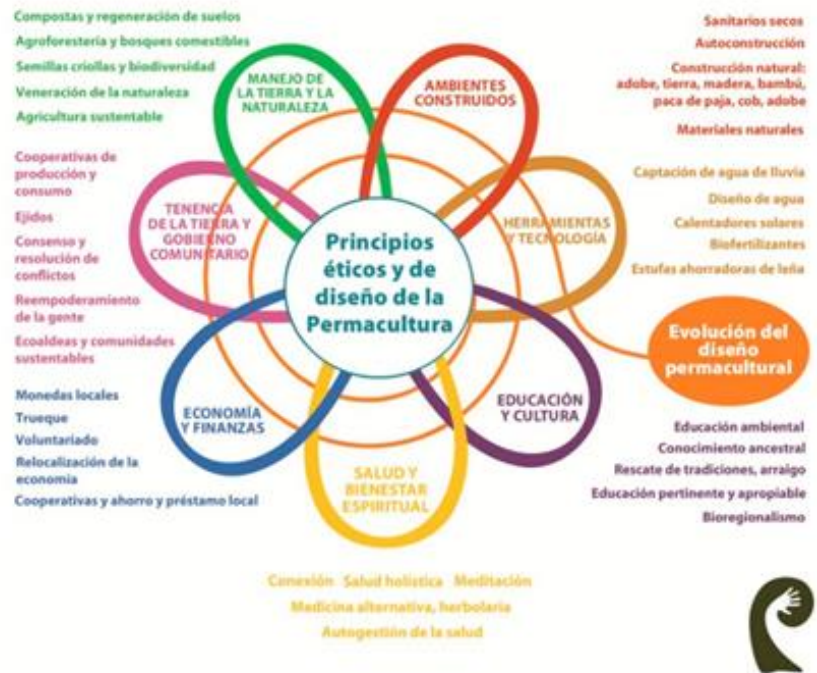 Compostas y regeneración de suelos
Agroforestería y bosques comestibles
Semillas criollas y biodiversidad
Veneración de la naturaleza
Agricultura sustentable
MANEJO DE
LA TIERRA Y LA
NATURALEZA
AMBIENTES
CONSTRUIDOS
Sanitarios secos
Autoconstrucción
Construcción natural:
adobe, tierra, madera, bambú,
paca de paja, cob, adobe
Materiales naturales
Cooperativas de
producción y
consumo
Ejidos
Consenso y
resolución de
conflictos
Reempoderamiento
de la gente
Ecoaldeas y comunidades
sustentables
TENENCIA
DE LA TIERRA Y
GOBIERNO
COMUNITARIO
Principios
éticos y de
diseño de la
Permacultura
HERRAMIENTAS
Y TECNOLOGÍA
Captación de agua de lluvia
Diseño de agua
Calentadores solares
Biofertilizantes
Estufas ahorradoras de leña
Evolución del
diseño
permacultural
Monedas locales
Trueque
Voluntariado
Relocalización de la
economía
Cooperativas y ahorro y préstamo local
ECONOMÍA
Y FINANZAS
SALUD Y
BIENESTAR
ESPIRITUAL
EDUCACIÓN
Y CULTURA
Educación ambiental
Conocimiento ancestral
Rescate de tradiciones, arraigo
Educación pertinente y apropiable
Bioregionalismo
Conexión Salud holística Meditación
Medicina alternativa, herbolaria
Autogestión de la salud